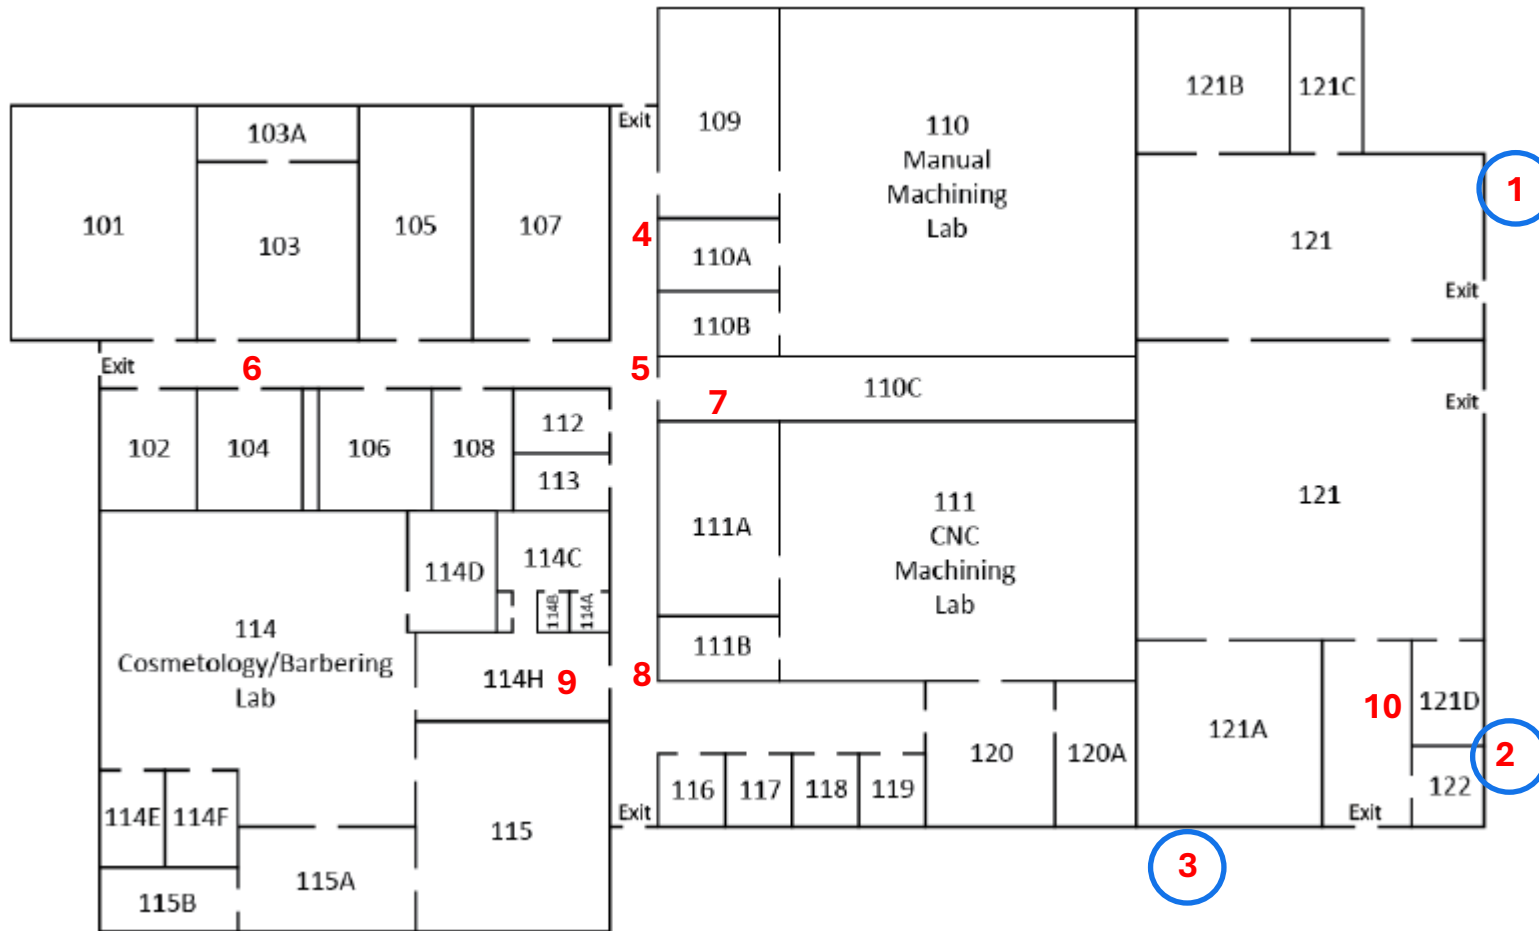 121B
121C
103A
Exit
109
110
Manual
Machining
Lab
1
101
103
105
107
4
110A
121
Exit
110B
Exit
6
5
7
110C
Exit
102
104
106
108
112
113
111A
111
CNC
Machining
Lab
121
114D
114C
114B
114A
114
Cosmetology/Barbering
Lab
114H
9
8
111B
10
121D
121A
120
120A
2
116
117
118
119
122
Exit
Exit
114E
114F
115
3
115A
115B